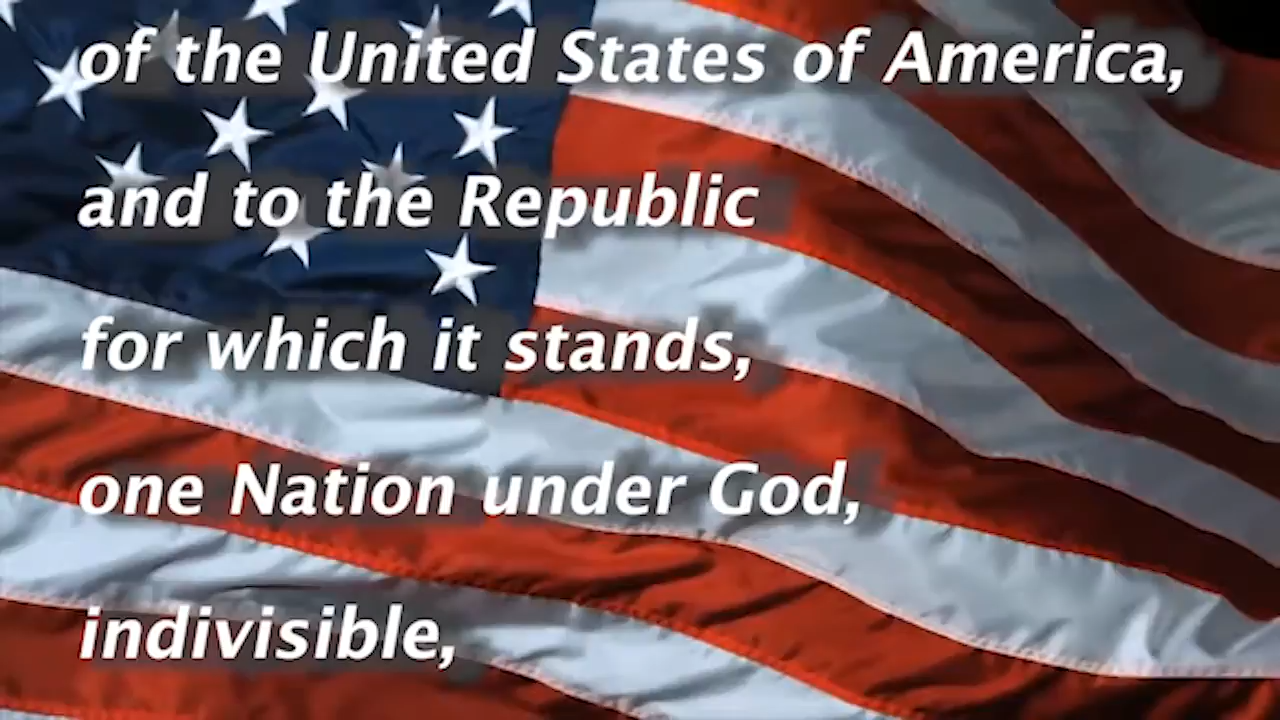 of the United States of America,
and to the Republic
for which it stands,
one Nation under God,
indivisible,